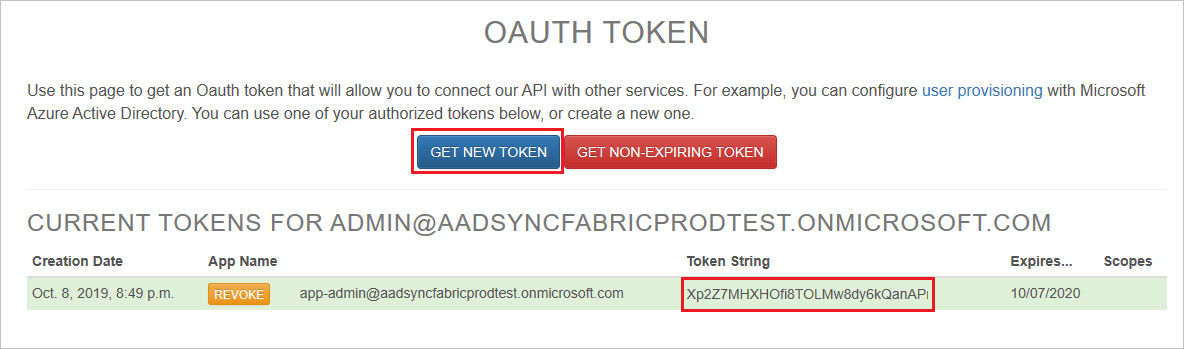 OAUTH TOKEN
Use this page to get an Oauth token that will allow you to connect our API with other services. For example, you can configure user provisioning with Microsoft
Azure Active Directory. You can use one of your authorized tokens below, or create a new one.
GET NEW TOKEN GET NON-EXPIRING TOKEN
CURRENT TOKENS FOR ADMIN@AADSYNCFABRICPRODTEST.ONMICROSOFT.COM
Creation Date App Name Token String Expires... Scopes
Oct. 8, 2019, 8:49 p.m. REVOKE app-admin@aadsyncfabricprodtest.onmicrosoft.com Xp2Z7MHXHOfi8TOLMw8dy6kQanAP 10/07/2020